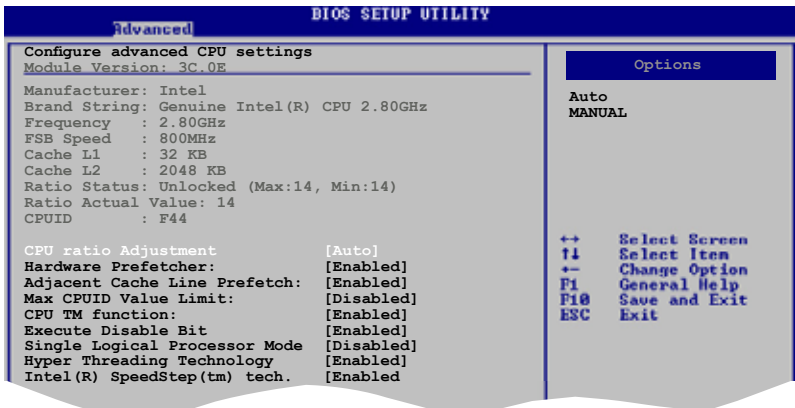 BIOS SETUP UTILITY
Advanced
Configure advanced CPU settings
Module Version: 3C.0E
Manufacturer: Intel
Brand String: Genuine Intel(R) CPU 2.80GHz
Frequency : 2.80GHz
FSB Speed : 800MHz
Cache L1 : 32 KB
Cache L2 : 2048 KB
Ratio Status: Unlocked (Max:14, Min:14)
Ratio Actual Value: 14
CPUID : F44
CPU ratio Adjustment [Auto]
Hardware Prefetcher: [Enabled]
Adjacent Cache Line Prefetch: [Enabled]
Max CPUID Value Limit: [Disabled]
CPU TM function: [Enabled]
Execute Disable Bit [Enabled]
Single Logical Processor Mode [Disabled]
Hyper Threading Technology [Enabled]
Intel(R) SpeedStep(tm) tech. [Enabled
Options
Auto
MANUAL
←→ Select Screen
↑↓ Select Item
+- Change Option
F1 General Help
F10 Save and Exit
ESC Exit